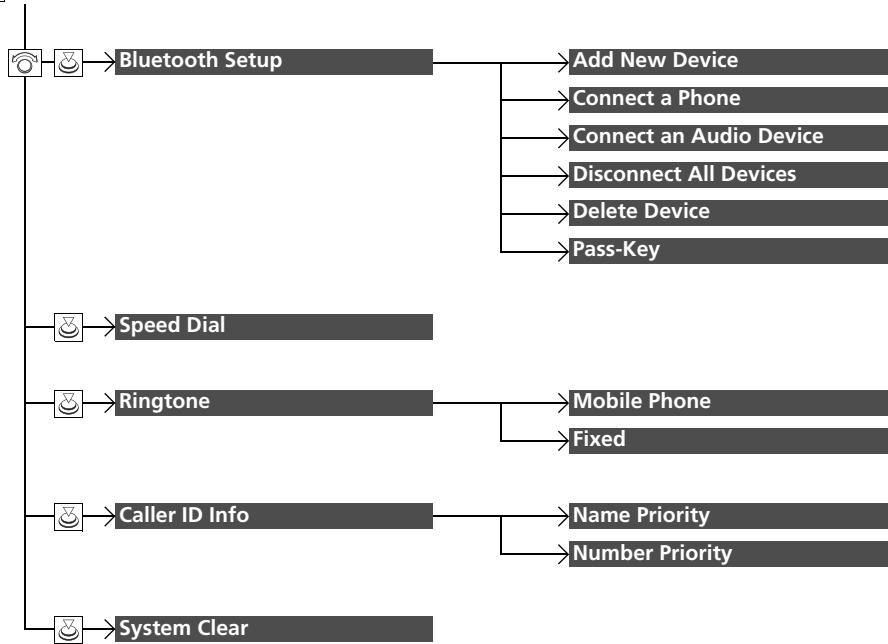 Bluetooth Setup
Add New Device
Connect a Phone
Connect an Audio Device
Disconnect All Devices
Delete Device
Pass-Key
Speed Dial
Ringtone
Mobile Phone
Fixed
Caller ID Info
Name Priority
Number Priority
System Clear